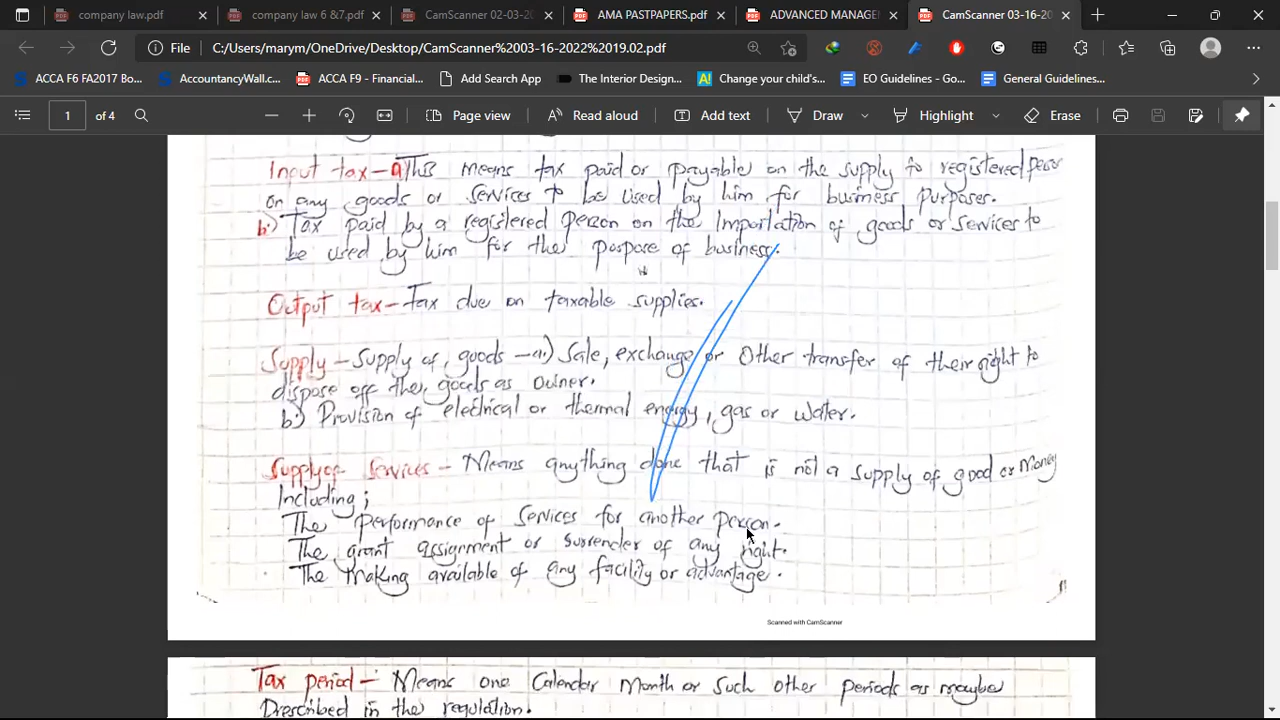 company law.pdf
company law 6 &7.pdf
CamScanner 03-03-20
AMA PASTPAPERS.pdf
ADVANCED MANAGE
CamScanner 03-16-20
File C:/Users/marym/OneDrive/Desktop/CamScanner%2003-16-2022%2019.02.pdf
ACCA F6 FA2017 Bo...
AccountancyWall.c...
ACCA F9 - Financial...
Add Search App
The Interior Design...
Change your child's...
EO Guidelines - Go...
General Guidelines...
1 of 4
Page view
Read aloud
Add text
Draw
Highlight
Erase
Input tax - a) This means tax paid or payable on the supply to registered person
on any goods or services to be used by him for business purposes.
b) Tax paid by a registered person on the Importation of goods or services to
be used by him for the purpose of business.
Output tax - Tax due on taxable supplies.
Supply - Supply of goods - (a) Sale, exchange or Other transfer of their right to
dispose off the goods as owner.
b) Provision of electrical or thermal energy, gas or water.
Supply of Services - Means anything done that is not a supply of good or Money
Including;
The performance of services for another person.
The grant assignment or surrender of any right.
The making available of any facility or advantage.
Scanned with CamScanner
Tax period - Means one Calendar Month or such other periods as maybe
Prescribed in the regulation.